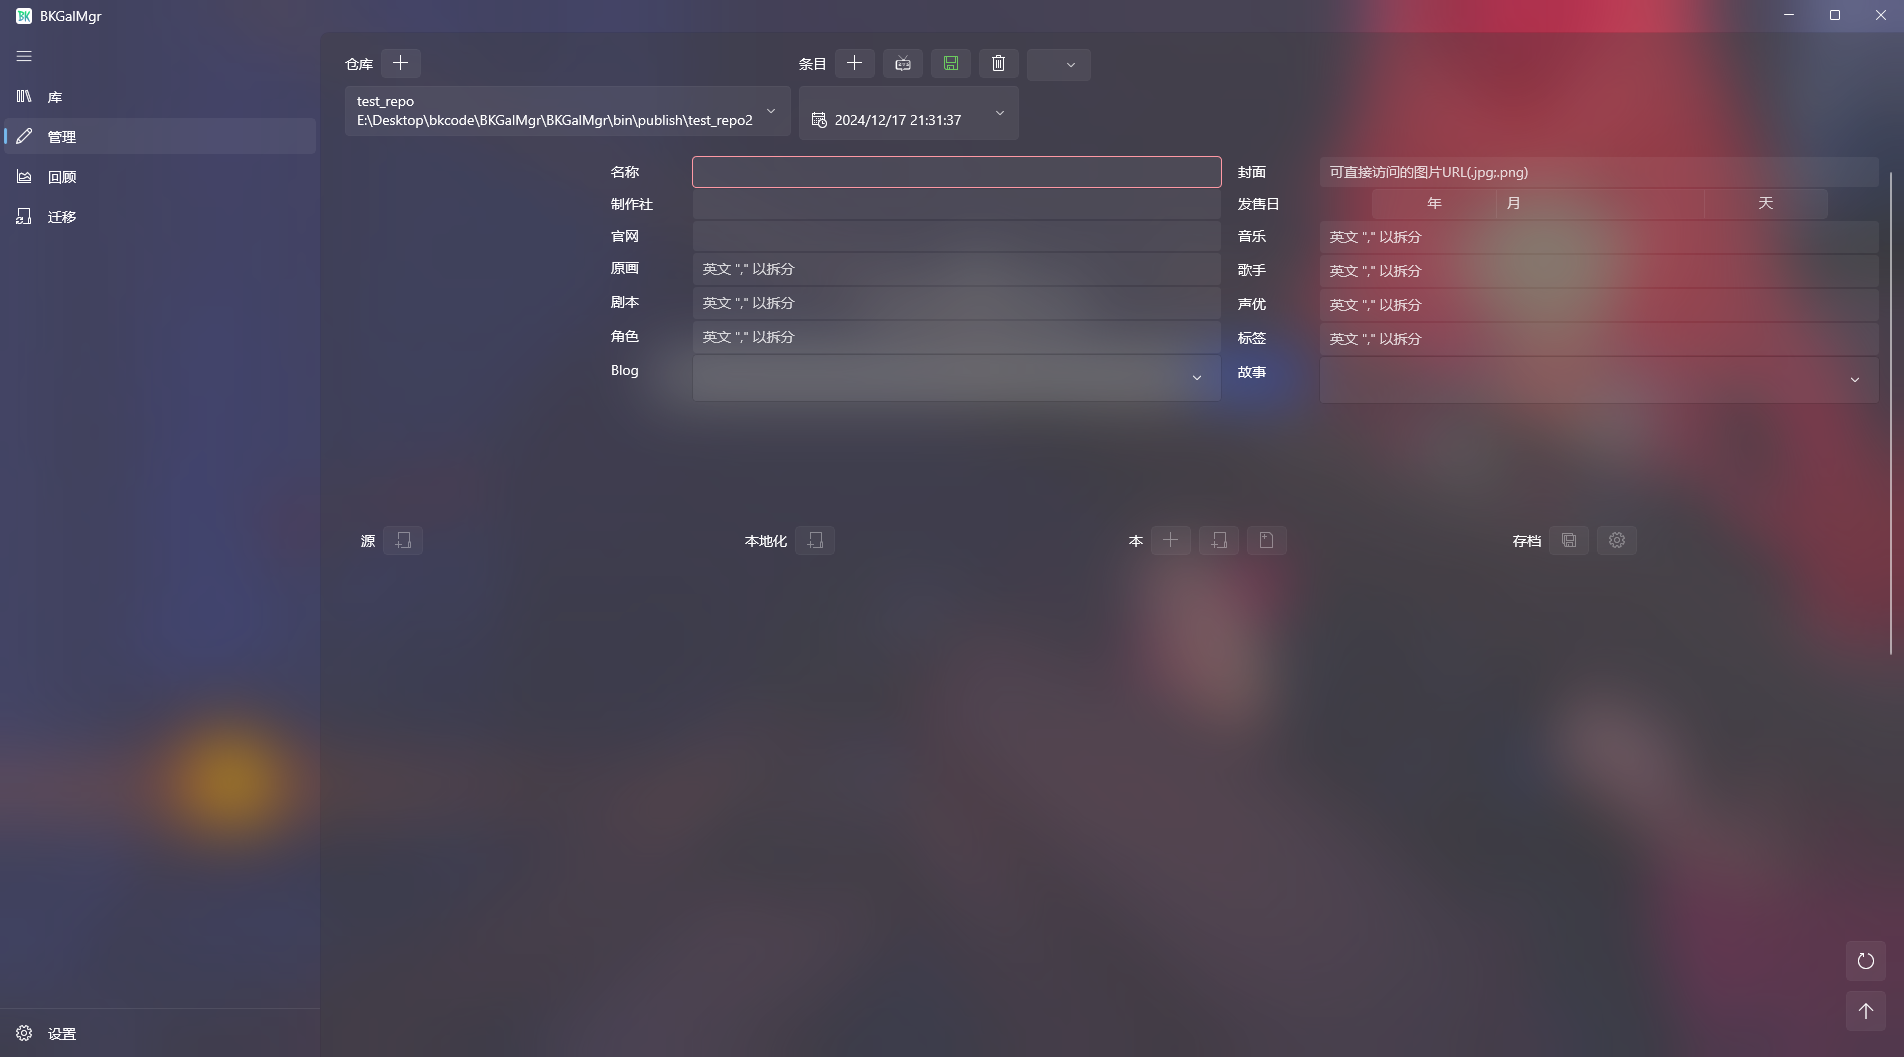 BKGalMgr
库
管理
回顾
迁移
设置
仓库
条目
test_repo
E:\Desktop\bkcode\BKGalMgr\BKGalMgr\bin\publish\test_repo2
2024/12/17 21:31:37
名称
封面 可直接访问的图片URL(.jpg;.png)
制作社
发售日 年 月 天
官网
音乐 英文 "," 以拆分
原画 英文 "," 以拆分
歌手 英文 "," 以拆分
剧本 英文 "," 以拆分
声优 英文 "," 以拆分
角色 英文 "," 以拆分
标签 英文 "," 以拆分
Blog
故事
源
本地化
本
存档